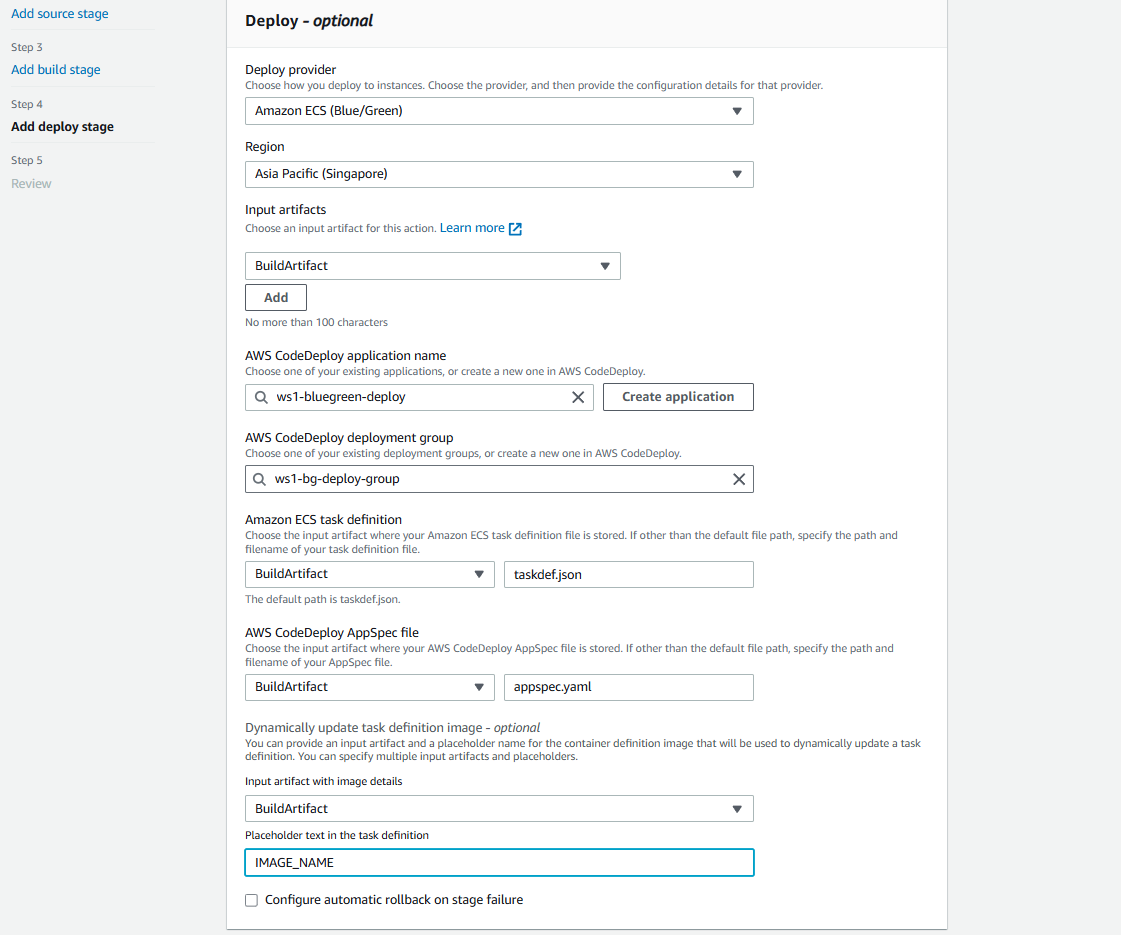 Add source stage
Step 3
Add build stage
Step 4
Add deploy stage
Step 5
Review
Deploy - optional
Deploy provider
Choose how you deploy to instances. Choose the provider, and then provide the configuration details for that provider.
Amazon ECS (Blue/Green)
Region
Asia Pacific (Singapore)
Input artifacts
Choose an input artifact for this action. Learn more
BuildArtifact
Add
No more than 100 characters
AWS CodeDeploy application name
Choose one of your existing applications, or create a new one in AWS CodeDeploy.
ws1-bluegreen-deploy
Create application
AWS CodeDeploy deployment group
Choose one of your existing deployment groups, or create a new one in AWS CodeDeploy.
ws1-bg-deploy-group
Amazon ECS task definition
Choose the input artifact where your Amazon ECS task definition file is stored. If other than the default file path, specify the path and
filename of your task definition file.
BuildArtifact
taskdef.json
The default path is taskdef.json.
AWS CodeDeploy AppSpec file
Choose the input artifact where your AWS CodeDeploy AppSpec file is stored. If other than the default file path, specify the path and
filename of your AppSpec file.
BuildArtifact
appspec.yaml
Dynamically update task definition image - optional
You can provide an input artifact and a placeholder name for the container definition image that will be used to dynamically update a task
definition. You can specify multiple input artifacts and placeholders.
Input artifact with image details
BuildArtifact
Placeholder text in the task definition
IMAGE_NAME
Configure automatic rollback on stage failure